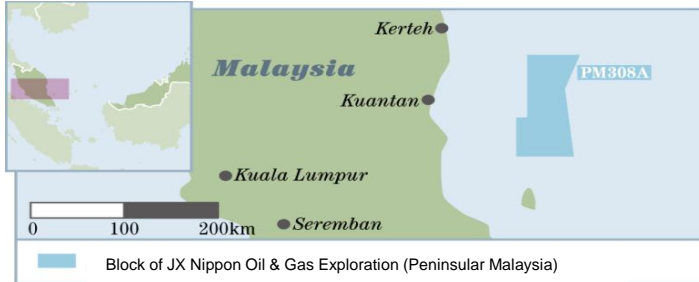 Kerteh
Malaysia
PM308A
Kuantan
Kuala Lumpur
0 100 200km
Seremban
Block of JX Nippon Oil & Gas Exploration (Peninsular Malaysia)